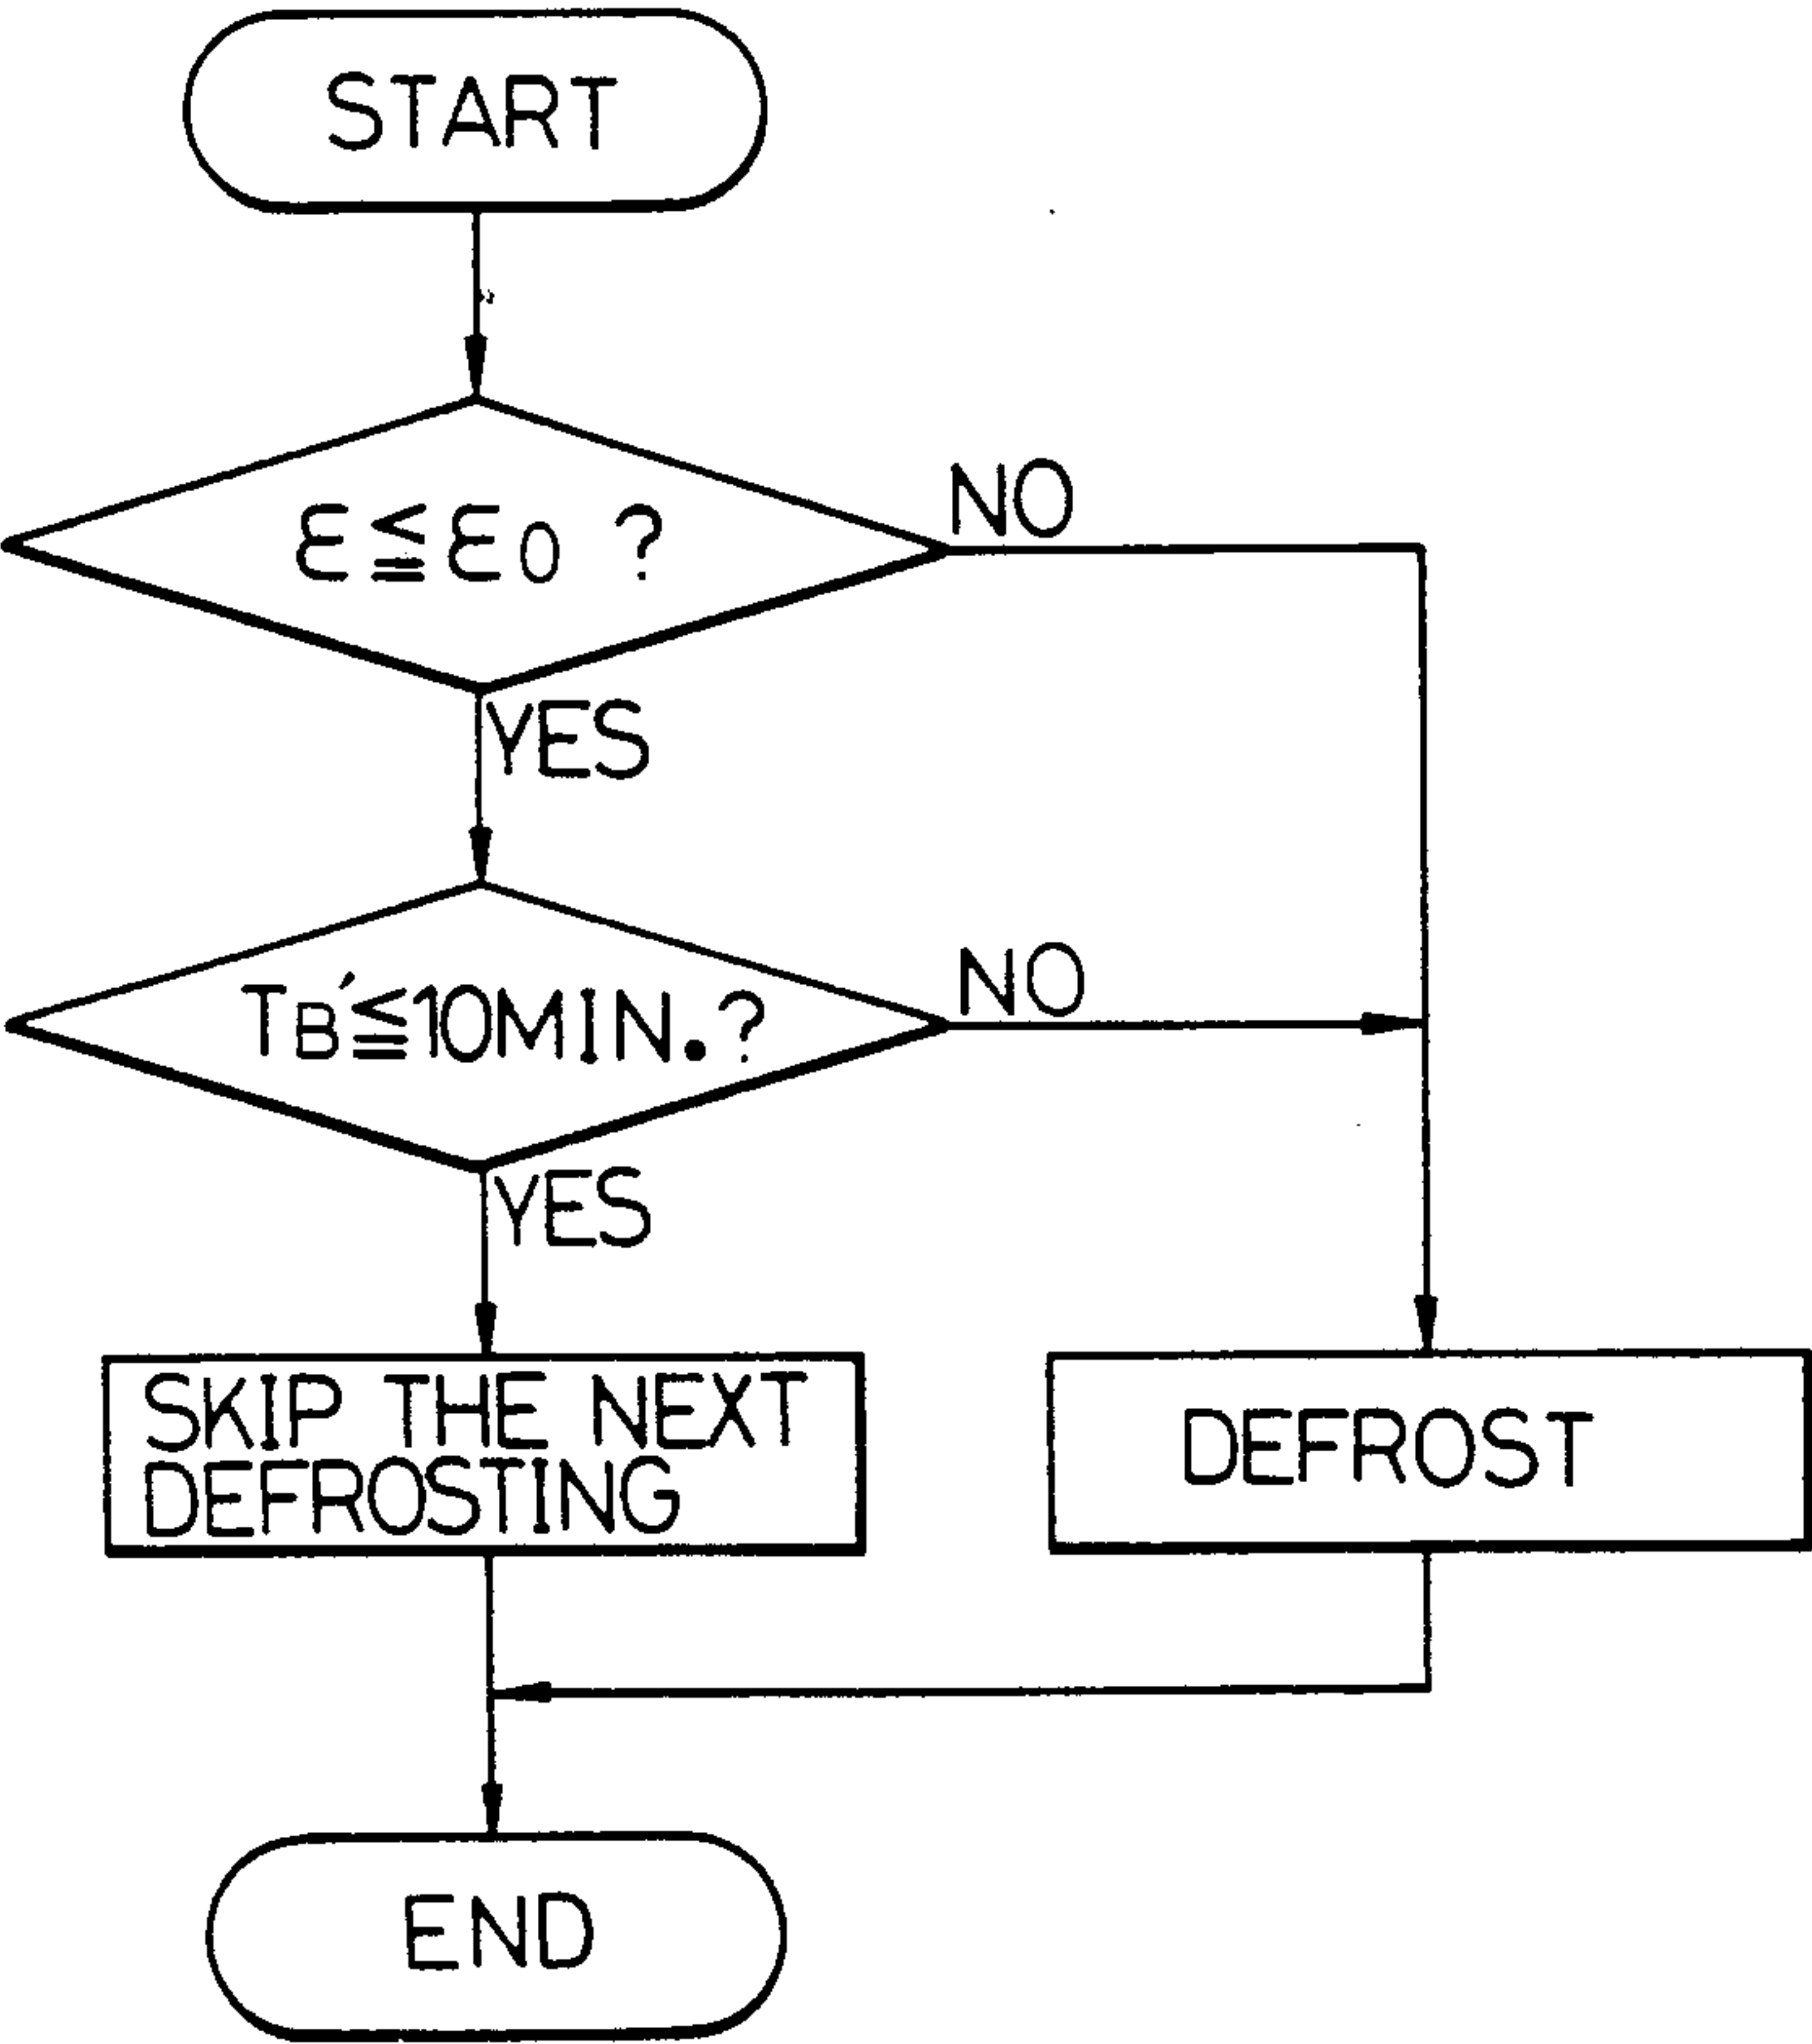 START
ε≦ε0 ?
NO
YES
TB'≦10MIN.?
NO
YES
SKIP THE NEXT
DEFROSTING
DEFROST
END